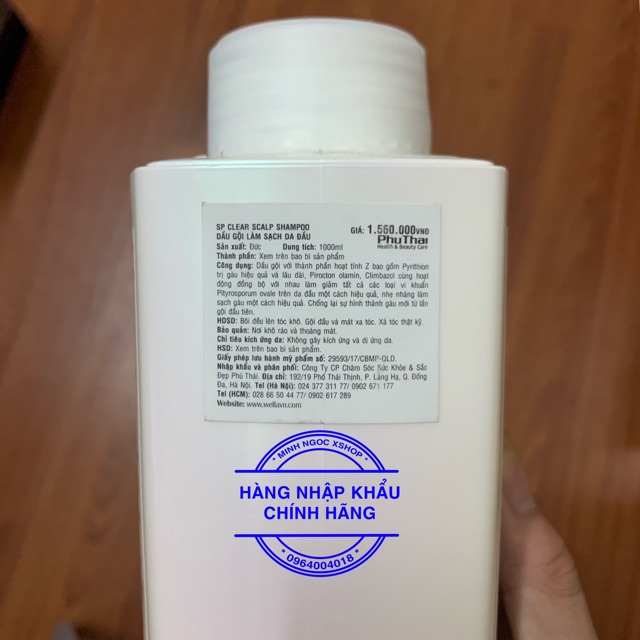 SP CLEAR SCALP SHAMPOO
GIÁ: 1.560.000VNĐ
DẦU GỘI LÀM SẠCH DA ĐẦU
PhuThai
Health & Beauty Care
Sản xuất: Đức Dung tích: 1000ml
Thành phần: Xem trên bao bì sản phẩm
Công dụng: Dầu gội với thành phần hoạt tính Z bao gồm Pyrithion
trị gàu hiệu quả và lâu dài, Pirocton olamin, Climbazol cùng hoạt
động đồng bộ với nhau làm giảm tất cả các loại vi khuẩn
Pityrosporum ovale trên da đầu một cách hiệu quả, nhẹ nhàng làm
sạch gàu một cách hiệu quả. Chống lại sự hình thành gàu mới từ lần
gội đầu tiên.
HDSD: Bôi đều lên tóc khô. Gội đầu và mát xa tóc. Xả tóc thật kỹ.
Bảo quản: Nơi khô ráo và thoáng mát.
Chỉ tiêu kích ứng da: Không gây kích ứng và dị ứng da.
HSD: Xem trên bao bì sản phẩm.
Giấy phép lưu hành mỹ phẩm số: 29593/17/CBMP-QLD.
Nhập khẩu và phân phối: Công Ty CP Chăm Sóc Sức Khỏe & Sắc
Đẹp Phú Thái. Địa chỉ: 192/19 Phố Thái Thịnh, P. Láng Hạ, Q. Đống
Đa, Hà Nội. Tel (Hà Nội): 024 377 311 77/ 0902 671 177
Tel (HCM): 028 66 50 44 77/ 0902 617 289
Website: www.wellavn.com
* MINH NGOC XSHOP *
HÀNG NHẬP KHẨU
CHÍNH HÃNG
* 0964004018 *